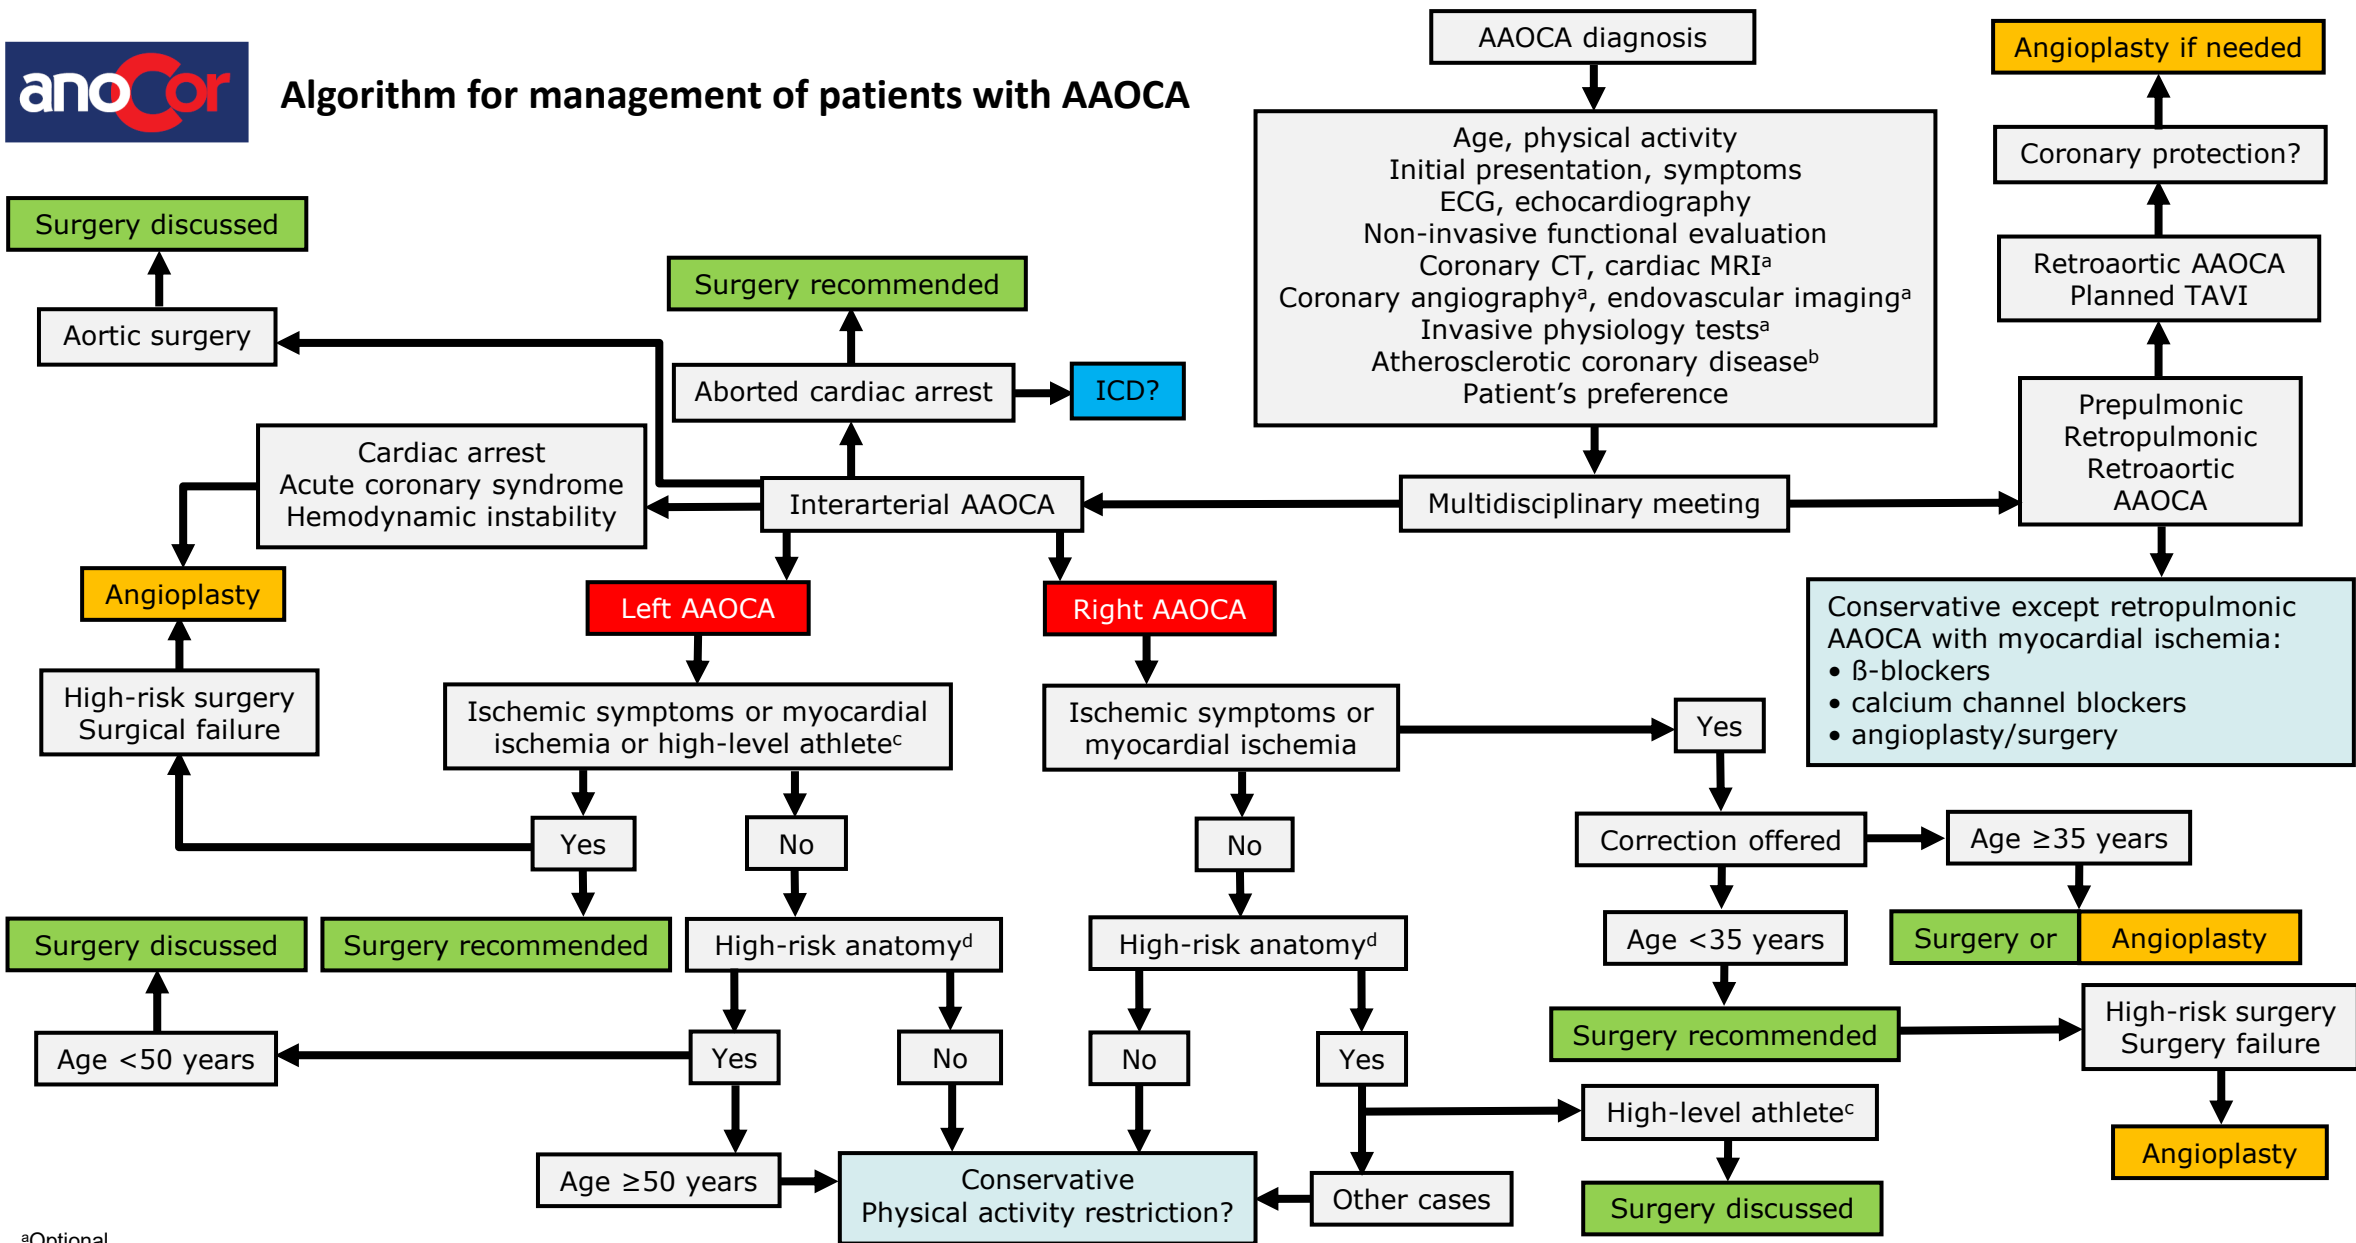 anoCor
Algorithm for management of patients with AAOCA
AAOCA diagnosis
Angioplasty if needed
Age, physical activity
Initial presentation, symptoms
ECG, echocardiography
Non-invasive functional evaluation
Coronary CT, cardiac MRIᵃ
Coronary angiographyᵃ, endovascular imagingᵃ
Invasive physiology testsᵃ
Atherosclerotic coronary diseaseᵇ
Patient’s preference
Coronary protection?
Retroaortic AAOCA
Planned TAVI
Surgery discussed
Aortic surgery
Surgery recommended
Aborted cardiac arrest
ICD?
Prepulmonic
Retropulmonic
Retroaortic
AAOCA
Cardiac arrest
Acute coronary syndrome
Hemodynamic instability
Interarterial AAOCA
Multidisciplinary meeting
Angioplasty
Left AAOCA
Right AAOCA
Conservative except retropulmonic
AAOCA with myocardial ischemia:
• ß-blockers
• calcium channel blockers
• angioplasty/surgery
High-risk surgery
Surgical failure
Ischemic symptoms or myocardial
ischemia or high-level athleteᶜ
Ischemic symptoms or
myocardial ischemia
Yes
Yes
No
No
Correction offered
Age ≥35 years
Surgery discussed
Surgery recommended
High-risk anatomyᵈ
High-risk anatomyᵈ
Age <35 years
Surgery or
Angioplasty
Age <50 years
Yes
No
No
Yes
Surgery recommended
High-risk surgery
Surgery failure
High-level athleteᶜ
Angioplasty
Age ≥50 years
Conservative
Physical activity restriction?
Other cases
Surgery discussed
ᵃOptional